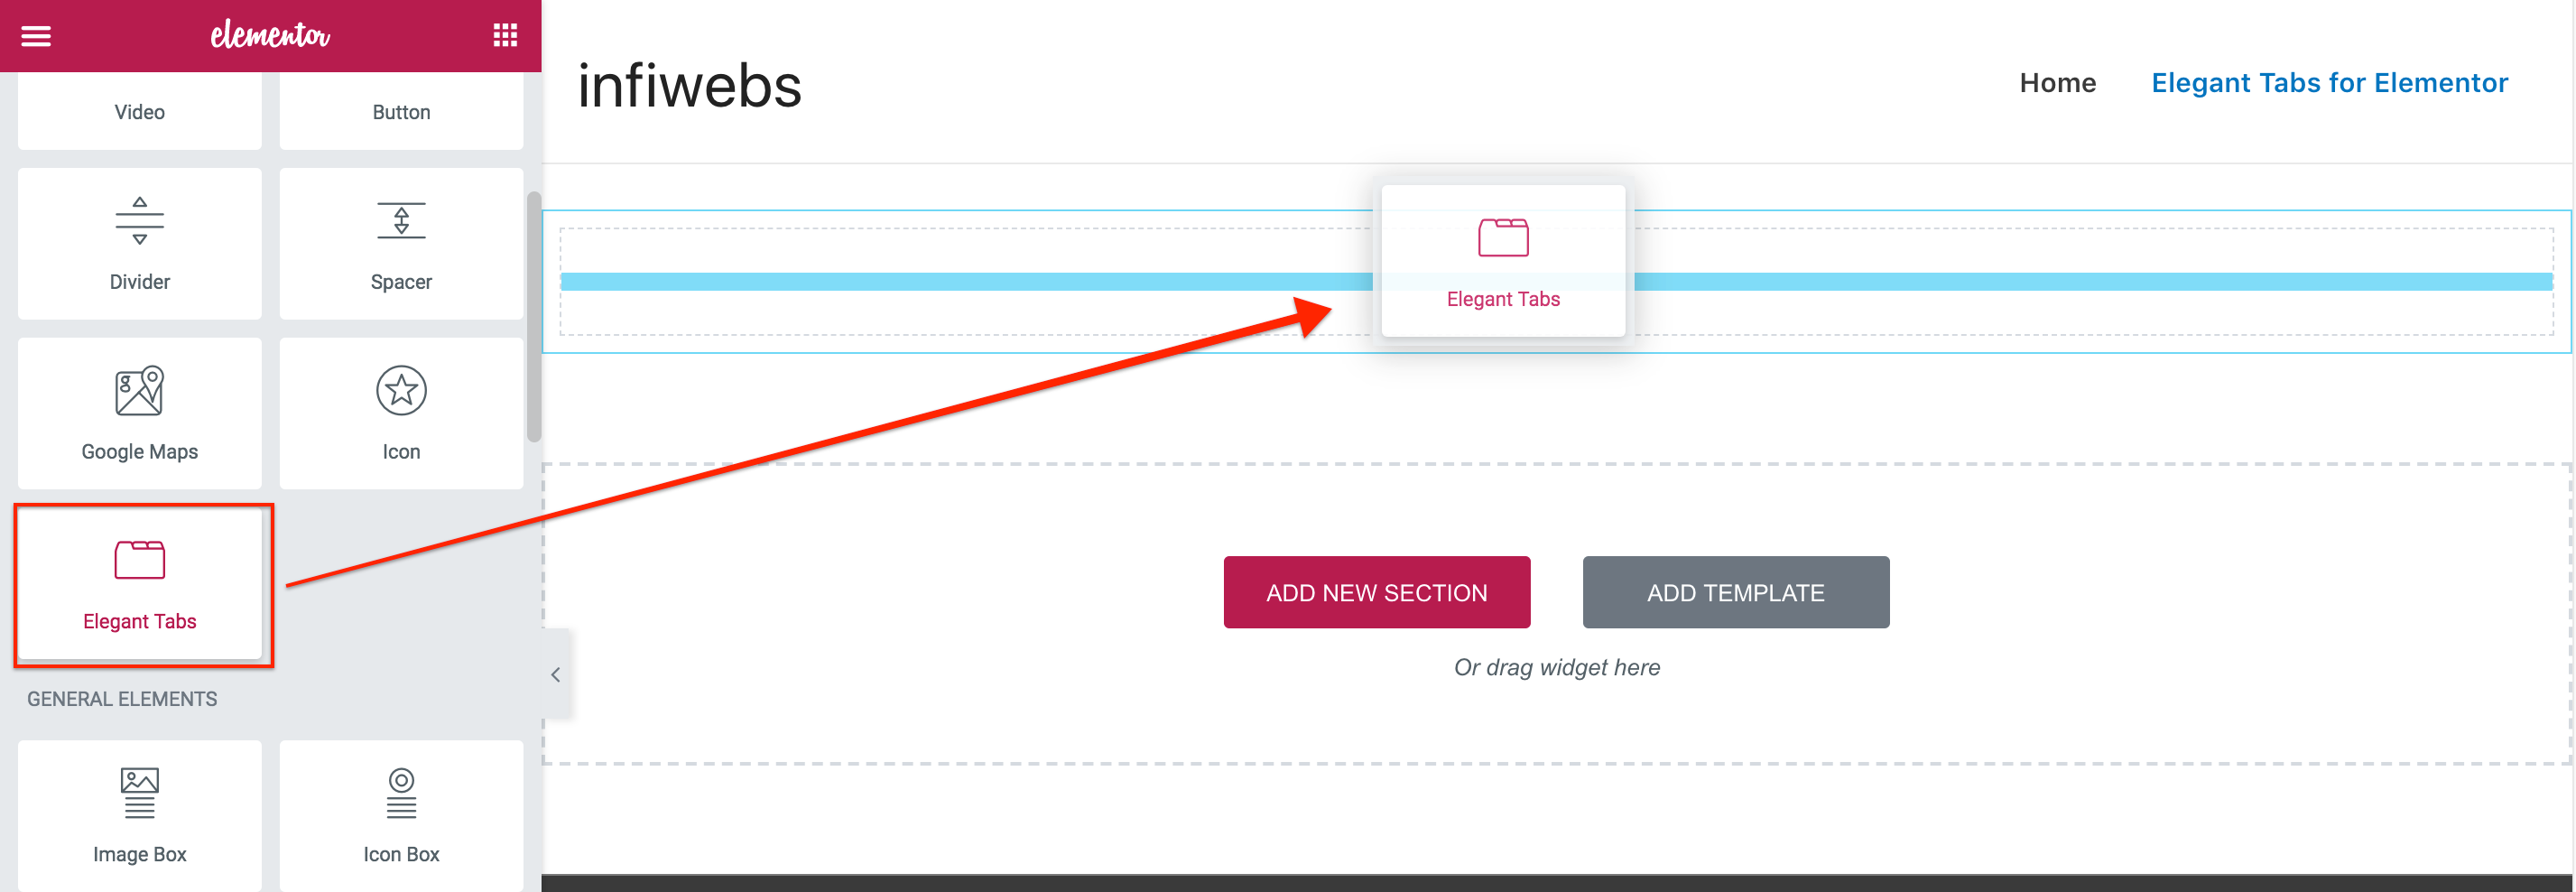 elementor
Video
Button
Divider
Spacer
Google Maps
Icon
Elegant Tabs
GENERAL ELEMENTS
Image Box
Icon Box
infiwebs
Home
Elegant Tabs for Elementor
Elegant Tabs
ADD NEW SECTION
ADD TEMPLATE
Or drag widget here